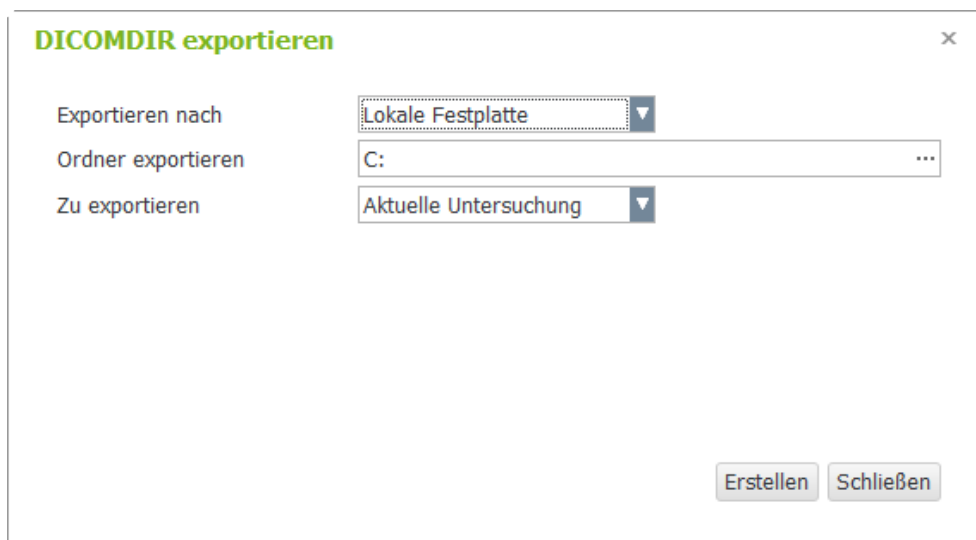 DICOMDIR exportieren
Exportieren nach Lokale Festplatte
Ordner exportieren C: ...
Zu exportieren Aktuelle Untersuchung
Erstellen Schließen